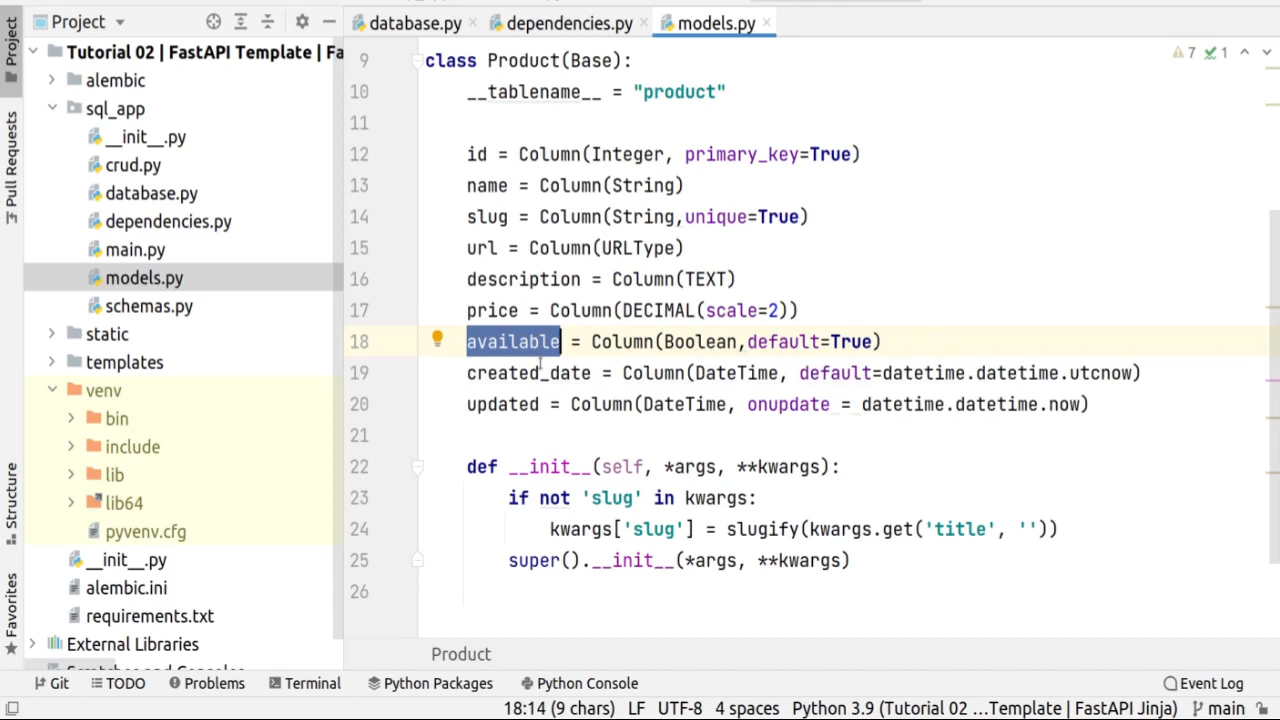 Project
database.py
dependencies.py
models.py
Project
Pull Requests
Structure
Favorites
Tutorial 02 | FastAPI Template | Fa
alembic
sql_app
__init__.py
crud.py
database.py
dependencies.py
main.py
models.py
schemas.py
static
templates
venv
bin
include
lib
lib64
pyvenv.cfg
__init__.py
alembic.ini
requirements.txt
External Libraries
Scratches and Consoles
7 1
9 class Product(Base):
10 __tablename__ = "product"
11
12 id = Column(Integer, primary_key=True)
13 name = Column(String)
14 slug = Column(String,unique=True)
15 url = Column(URLType)
16 description = Column(TEXT)
17 price = Column(DECIMAL(scale=2))
18 available = Column(Boolean,default=True)
19 created_date = Column(DateTime, default=datetime.datetime.utcnow)
20 updated = Column(DateTime, onupdate = datetime.datetime.now)
21
22 def __init__(self, *args, **kwargs):
23 if not 'slug' in kwargs:
24 kwargs['slug'] = slugify(kwargs.get('title', ''))
25 super().__init__(*args, **kwargs)
26
Product
Git TODO Problems Terminal Python Packages Python Console Event Log
18:14 (9 chars) LF UTF-8 4 spaces Python 3.9 (Tutorial 02 ...Template | FastAPI Jinja) main